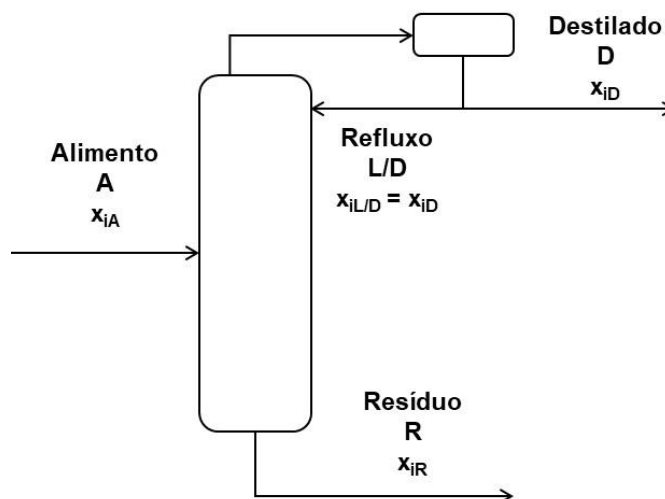 Destilado
D
xiD
Alimento
A
xiA
Refluxo
L/D
xiL/D = xiD
Resíduo
R
xiR